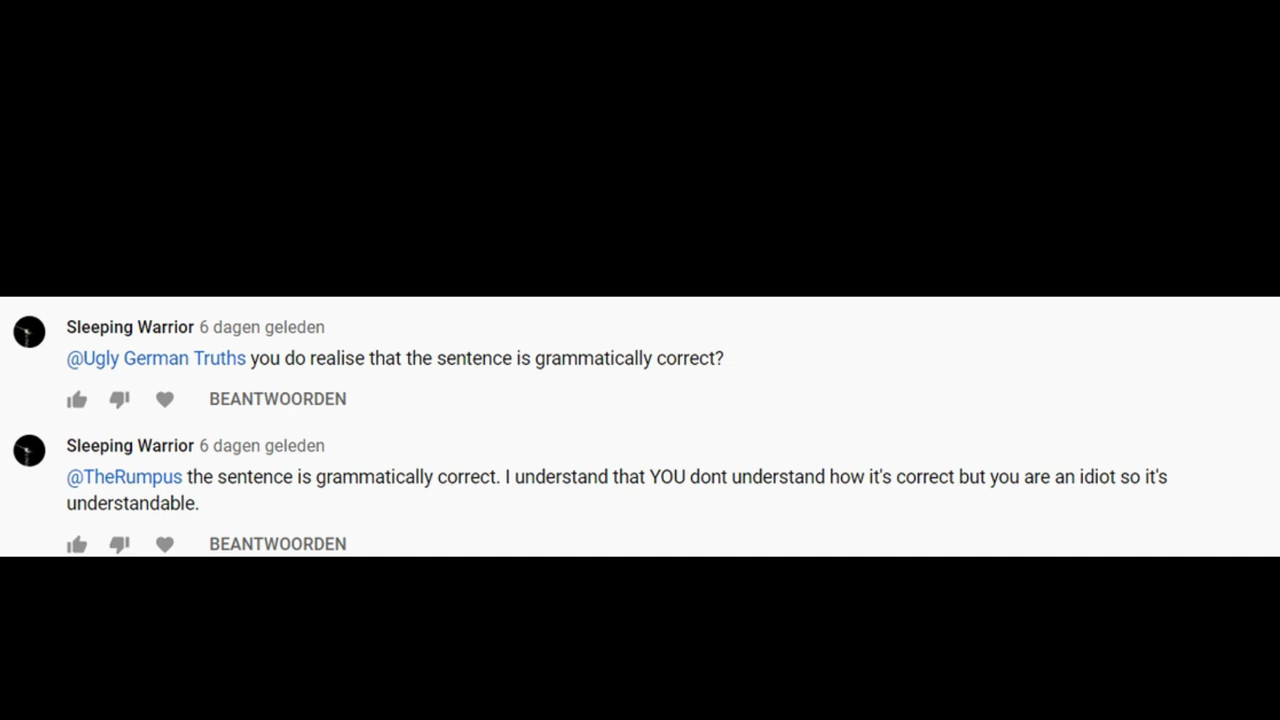 Sleeping Warrior 6 dagen geleden
@Ugly German Truths you do realise that the sentence is grammatically correct?
BEANTWOORDEN
Sleeping Warrior 6 dagen geleden
@TheRumpus the sentence is grammatically correct. I understand that YOU dont understand how it's correct but you are an idiot so it's
understandable.
BEANTWOORDEN